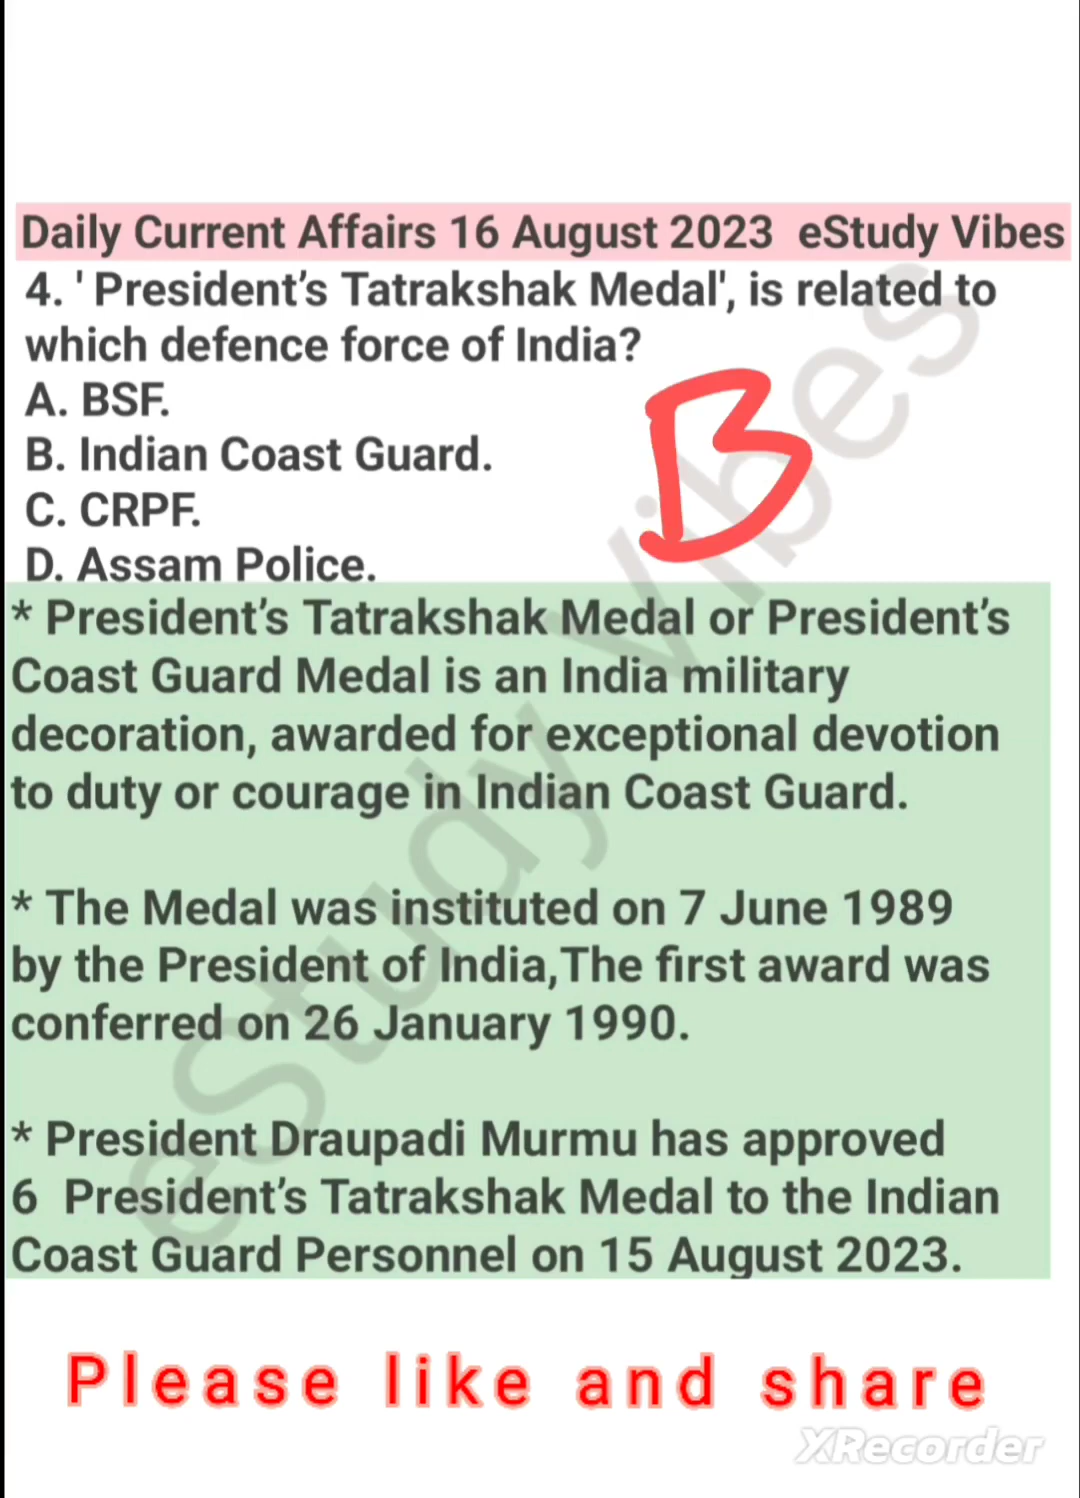 Daily Current Affairs 16 August 2023 eStudy Vibes
4. ' President’s Tatrakshak Medal', is related to
which defence force of India?
A. BSF.
B. Indian Coast Guard.
C. CRPF.
D. Assam Police.
B
* President’s Tatrakshak Medal or President’s
Coast Guard Medal is an India military
decoration, awarded for exceptional devotion
to duty or courage in Indian Coast Guard.
* The Medal was instituted on 7 June 1989
by the President of India,The first award was
conferred on 26 January 1990.
* President Draupadi Murmu has approved
6 President’s Tatrakshak Medal to the Indian
Coast Guard Personnel on 15 August 2023.
eStudy Vibes
Please like and share
XRecorder